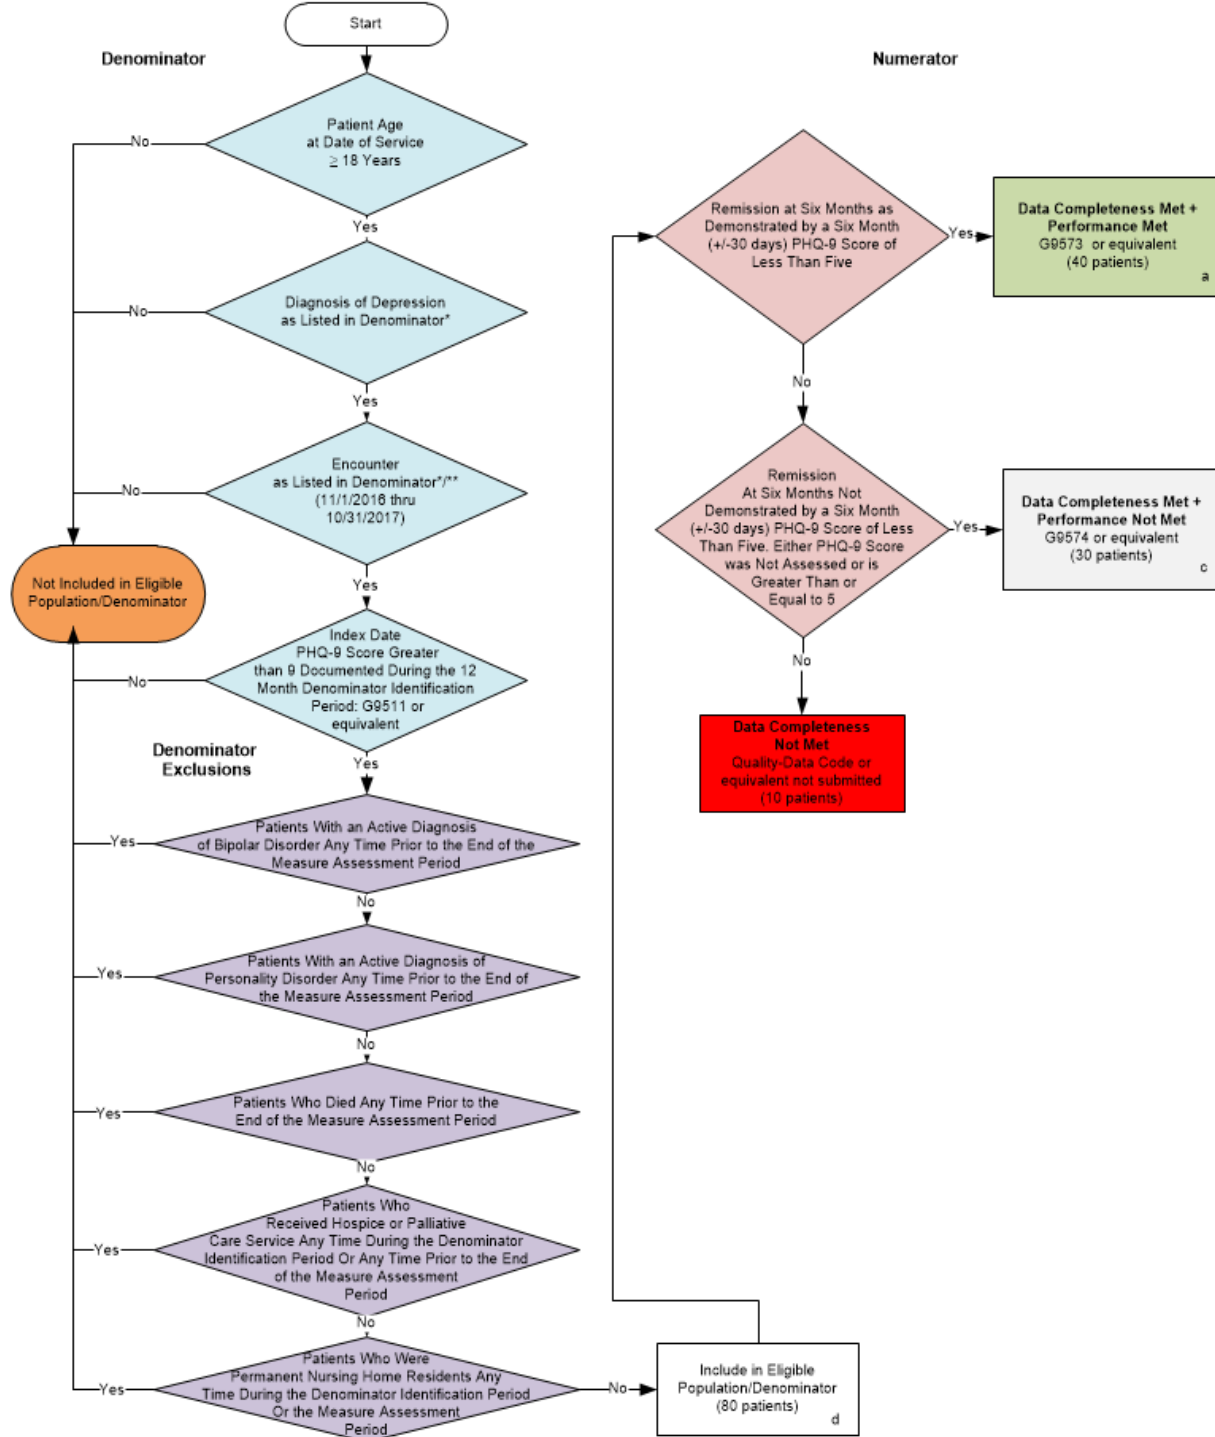 Start
Denominator
Patient Age
at Date of Service
≥ 18 Years
No
Yes
Diagnosis of Depression
as Listed in Denominator*
No
Yes
Encounter
as Listed in Denominator*/**
(11/1/2016 thru
10/31/2017)
No
Yes
Not Included in Eligible
Population/Denominator
Index Date
PHQ-9 Score Greater
than 9 Documented During the 12
Month Denominator Identification
Period: G9511 or
equivalent
No
Yes
Denominator
Exclusions
Patients With an Active Diagnosis
of Bipolar Disorder Any Time Prior to the End of the
Measure Assessment Period
Yes
No
Patients With an Active Diagnosis of
Personality Disorder Any Time Prior to the End of
the Measure Assessment Period
Yes
No
Patients Who Died Any Time Prior to the
End of the Measure Assessment Period
Yes
No
Patients Who
Received Hospice or Palliative
Care Service Any Time During the Denominator
Identification Period Or Any Time Prior to the End
of the Measure Assessment
Period
Yes
No
Patients Who Were
Permanent Nursing Home Residents Any
Time During the Denominator Identification Period
Or the Measure Assessment
Period
Yes
No
Include in Eligible
Population/Denominator
(80 patients)
d
Numerator
Remission at Six Months as
Demonstrated by a Six Month
(+/-30 days) PHQ-9 Score of
Less Than Five
Yes
Data Completeness Met +
Performance Met
G9573 or equivalent
(40 patients)
a
No
Remission
At Six Months Not
Demonstrated by a Six Month
(+/-30 days) PHQ-9 Score of Less
Than Five. Either PHQ-9 Score
was Not Assessed or is
Greater Than or
Equal to 5
Yes
Data Completeness Met +
Performance Not Met
G9574 or equivalent
(30 patients)
c
No
Data Completeness
Not Met
Quality-Data Code or
equivalent not submitted
(10 patients)